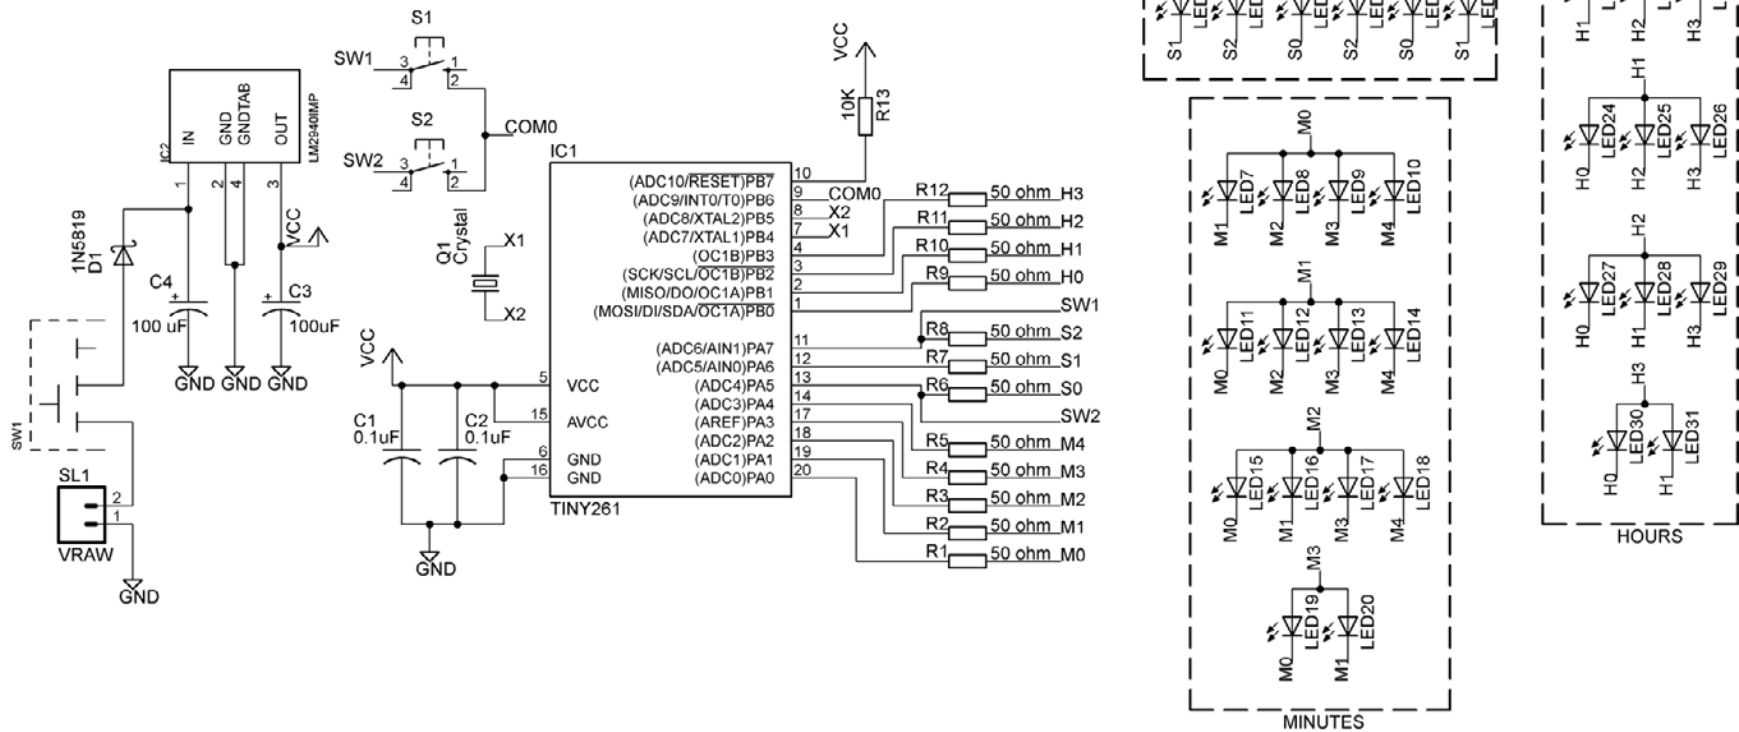 S1
SW1
3
1
4
2
S2
SW2
3
1
4
2
COM0
IC2
IN
GND
GNDTAB
OUT
LM2940IMP
1
2
4
3
VCC
1N5819
D1
C4
100 uF
C3
100uF
GND
GND
GND
SW1
SL1
2
1
VRAW
GND
Q1
Crystal
X1
X2
VCC
C1
0.1uF
C2
0.1uF
GND
IC1
TINY261
5
VCC
15
AVCC
6
GND
16
GND
(ADC10/RESET)PB7
10
(ADC9/INT0/T0)PB6
9
COM0
(ADC8/XTAL2)PB5
8
X2
(ADC7/XTAL1)PB4
7
X1
(OC1B)PB3
4
(SCK/SCL/OC1B)PB2
3
(MISO/DO/OC1A)PB1
2
(MOSI/DI/SDA/OC1A)PB0
1
(ADC6/AIN1)PA7
11
(ADC5/AIN0)PA6
12
(ADC4)PA5
13
(ADC3)PA4
14
(AREF)PA3
17
(ADC2)PA2
18
(ADC1)PA1
19
(ADC0)PA0
20
VCC
10K
R13
R12 50 ohm H3
R11 50 ohm H2
R10 50 ohm H1
R9 50 ohm H0
SW1
R8 50 ohm S2
R7 50 ohm S1
R6 50 ohm S0
SW2
R5 50 ohm M4
R4 50 ohm M3
R3 50 ohm M2
R2 50 ohm M1
R1 50 ohm M0
S1 S2 S0 S2 S0 S1
M0
LED7 LED8 LED9 LED10
M1 M2 M3 M4
M1
LED11 LED12 LED13 LED14
M0 M2 M3 M4
M2
LED15 LED16 LED17 LED18
M0 M1 M3 M4
M3
LED19 LED20
M0 M1
MINUTES
H1 H2 H3
H1
LED24 LED25 LED26
H0 H2 H3
H2
LED27 LED28 LED29
H0 H1 H3
H3
LED30 LED31
H0 H1
HOURS